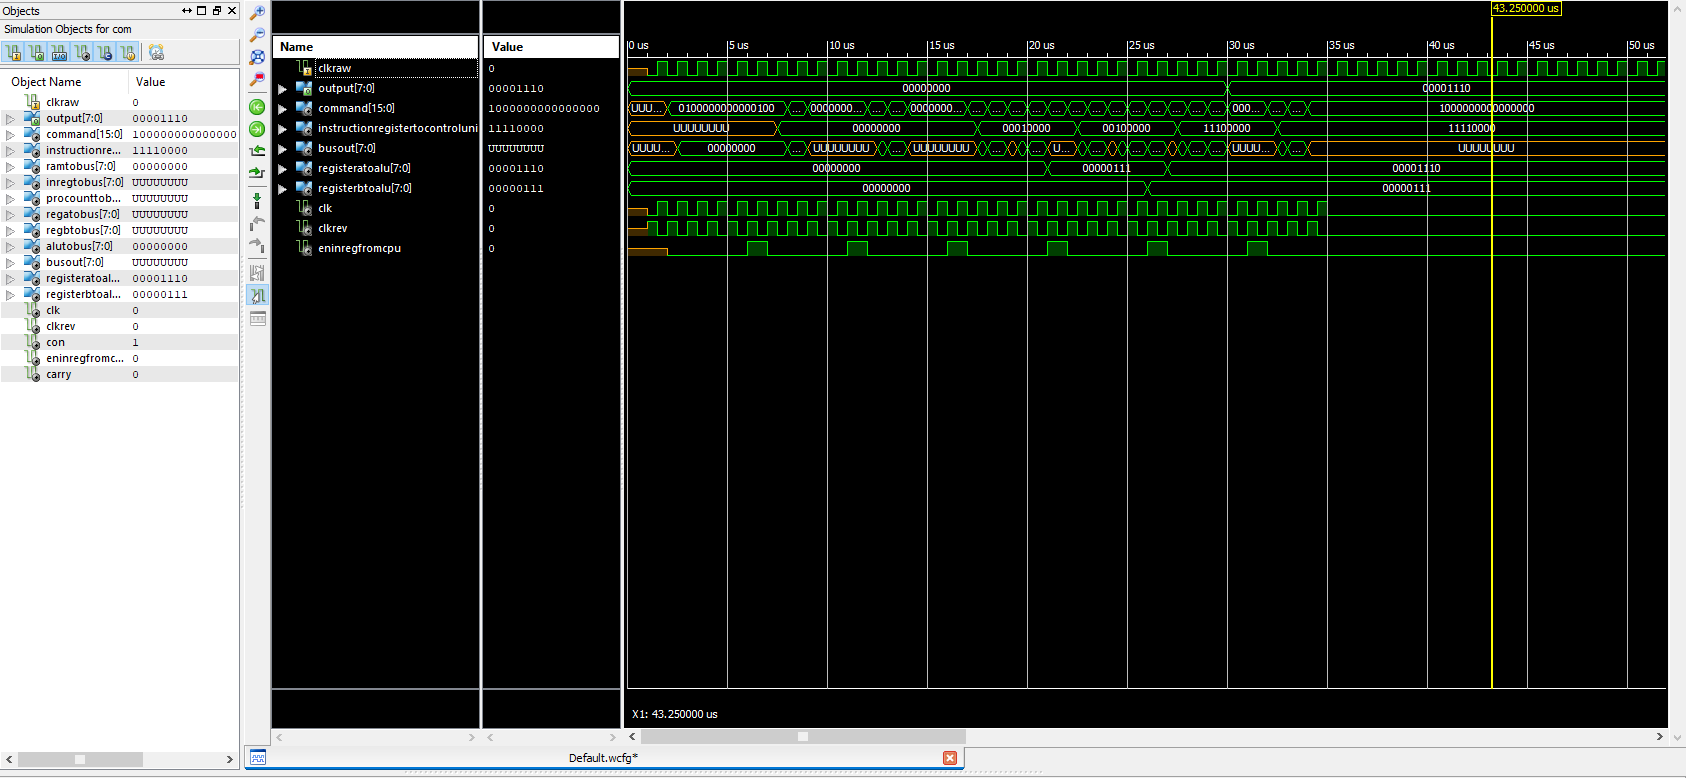 Objects
Simulation Objects for com
Object Name Value
clkraw 0
output[7:0] 00001110
command[15:0] 100000000000000
instructionre... 11110000
ramtobus[7:0] 00000000
inregtobus[7:0] UUUUUUUU
procounttob... UUUUUUUU
regatobus[7:0] UUUUUUUU
regbtobus[7:0] UUUUUUUU
alutobus[7:0] 00000000
busout[7:0] UUUUUUUU
registeratoal... 00001110
registerbtoal... 00000111
clk 0
clkrev 0
con 1
eninregfromc... 0
carry 0
Name Value
clkraw 0
output[7:0] 00001110
command[15:0] 1000000000000000
instructionregistertocontroluni 11110000
busout[7:0] UUUUUUUU
registeratoalu[7:0] 00001110
registerbtoalu[7:0] 00000111
clk 0
clkrev 0
eninregfromcpu 0
43.250000 us
0 us 5 us 10 us 15 us 20 us 25 us 30 us 35 us 40 us 45 us 50 us
00000000 00001110
UUU... 0100000000000100 ... 0000000... ... ... 0000000... ... ... ... ... ... ... ... ... ... ... ... ... 000... ... ... 1000000000000000
UUUUUUUU 00000000 00010000 00100000 11100000 11110000
UUUU... 00000000 ... UUUUUUUU UUUUUUUU ... ... U... ... ... ... ... UUUU... ... UUUUUUUU
00000000 00000111 00001110
00000000 00000111
X1: 43.250000 us
Default.wcfg*